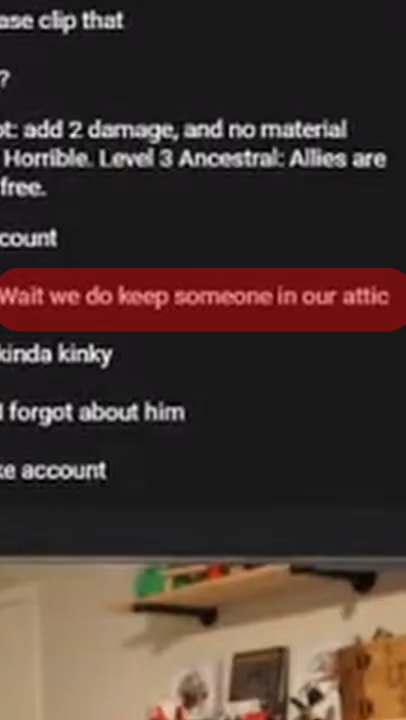 ase clip that
?
ot: add 2 damage, and no material
Horrible. Level 3 Ancestral: Allies are
free.
count
Wait we do keep someone in our attic
kinda kinky
I forgot about him
ke account